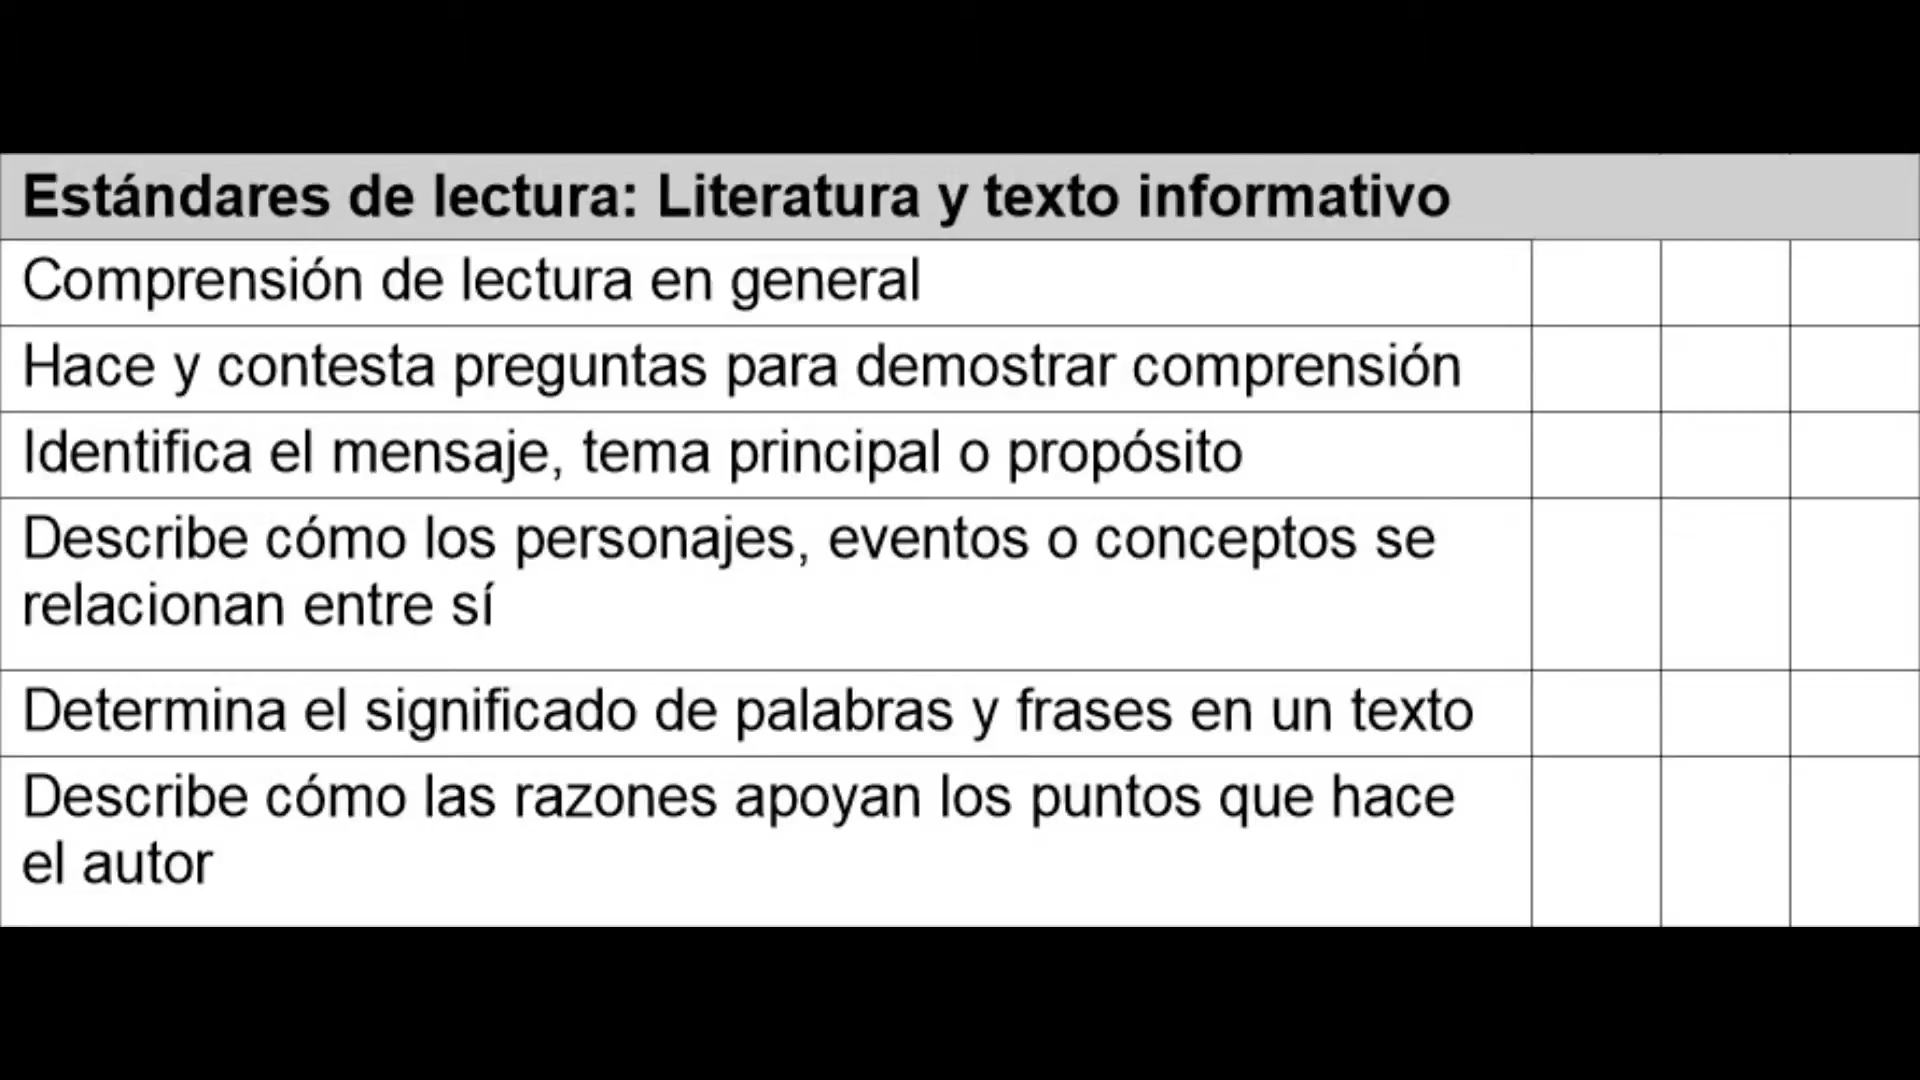 Estándares de lectura: Literatura y texto informativo
Comprensión de lectura en general
Hace y contesta preguntas para demostrar comprensión
Identifica el mensaje, tema principal o propósito
Describe cómo los personajes, eventos o conceptos se
relacionan entre sí
Determina el significado de palabras y frases en un texto
Describe cómo las razones apoyan los puntos que hace
el autor